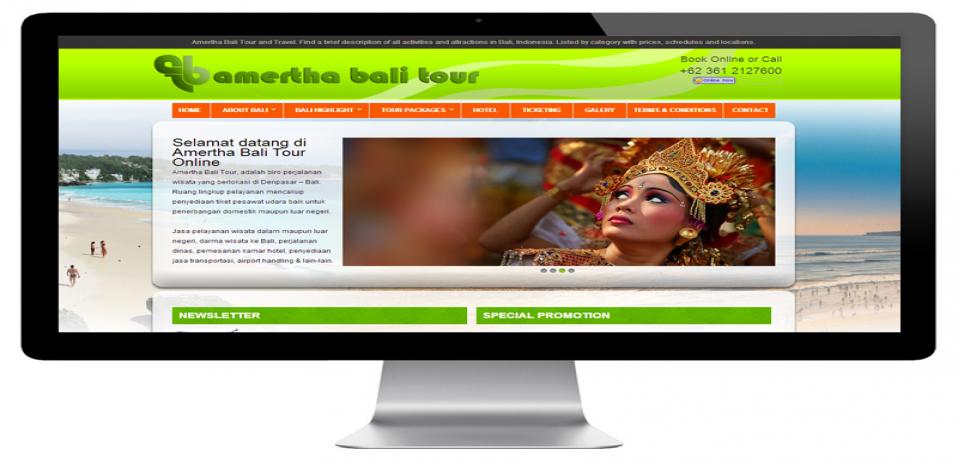 Amertha Bali Tour and Travel. Find a brief description of all activities and attractions in Bali, Indonesia. Listed by category with prices, schedules and locations.
amertha bali tour
Book Online or Call
+62 361 2127600
Online Now
HOME ABOUT BALI BALI HIGHLIGHT TOUR PACKAGES HOTEL TICKETING GALERY TERMS & CONDITIONS CONTACT
Selamat datang di
Amertha Bali Tour
Online
Amertha Bali Tour, adalah biro perjalanan
wisata yang berlokasi di Denpasar – Bali.
Ruang lingkup pelayanan mencakup
penyediaan tiket pesawat udara baik untuk
penerbangan domestik maupun luar negeri.
Jasa pelayanan wisata dalam maupun luar
negeri, darma wisata ke Bali, perjalanan
dinas, pemesanan kamar hotel, penyediaan
jasa transportasi, airport handling & lain-lain.
NEWSLETTER
SPECIAL PROMOTION